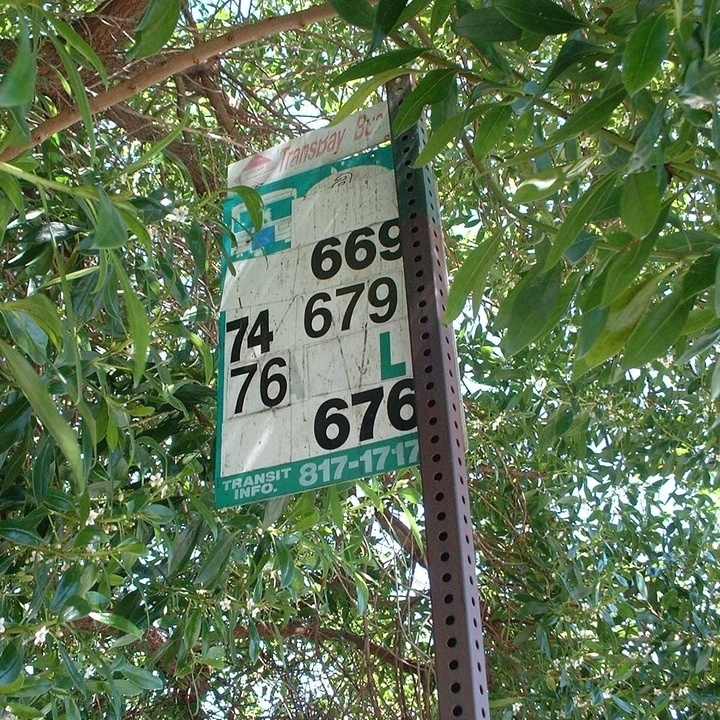 Transbay Bus
669
679
74
L
76
676
TRANSIT INFO. 817-1717